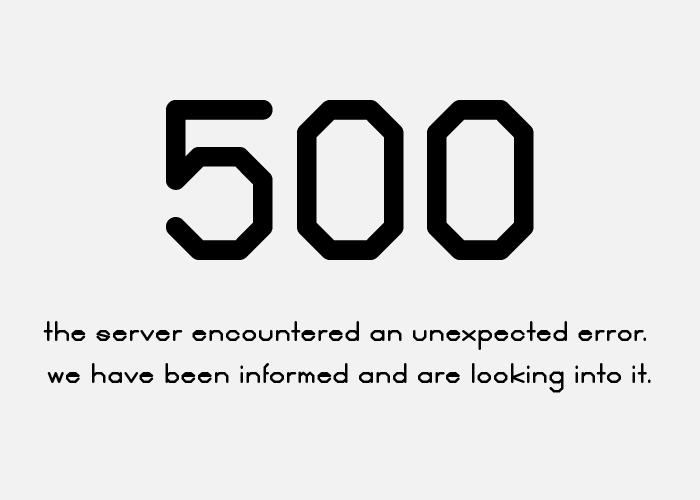 500
the server encountered an unexpected error.
we have been informed and are looking into it.